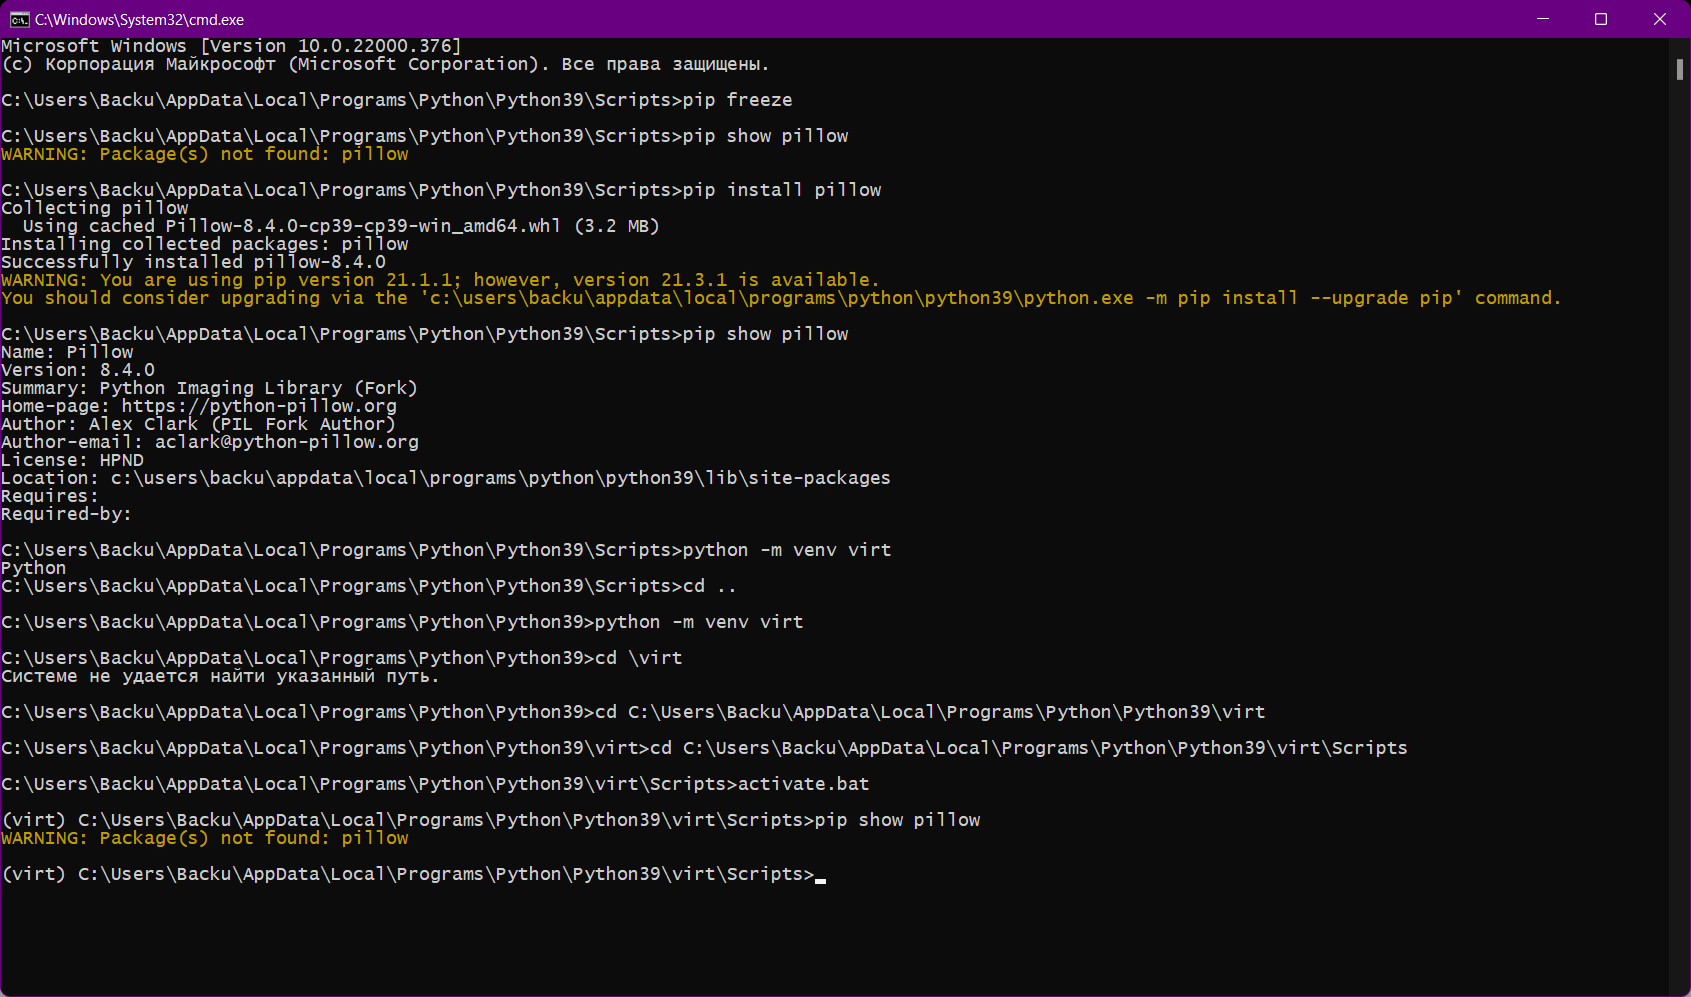 C:\Windows\System32\cmd.exe
Microsoft Windows [Version 10.0.22000.376]
(c) Корпорация Майкрософт (Microsoft Corporation). Все права защищены.
C:\Users\Backu\AppData\Local\Programs\Python\Python39\Scripts>pip freeze
C:\Users\Backu\AppData\Local\Programs\Python\Python39\Scripts>pip show pillow
WARNING: Package(s) not found: pillow
C:\Users\Backu\AppData\Local\Programs\Python\Python39\Scripts>pip install pillow
Collecting pillow
  Using cached Pillow-8.4.0-cp39-cp39-win_amd64.whl (3.2 MB)
Installing collected packages: pillow
Successfully installed pillow-8.4.0
WARNING: You are using pip version 21.1.1; however, version 21.3.1 is available.
You should consider upgrading via the 'c:\users\backu\appdata\local\programs\python\python39\python.exe -m pip install --upgrade pip' command.
C:\Users\Backu\AppData\Local\Programs\Python\Python39\Scripts>pip show pillow
Name: Pillow
Version: 8.4.0
Summary: Python Imaging Library (Fork)
Home-page: https://python-pillow.org
Author: Alex Clark (PIL Fork Author)
Author-email: aclark@python-pillow.org
License: HPND
Location: c:\users\backu\appdata\local\programs\python\python39\lib\site-packages
Requires:
Required-by:
C:\Users\Backu\AppData\Local\Programs\Python\Python39\Scripts>python -m venv virt
Python
C:\Users\Backu\AppData\Local\Programs\Python\Python39\Scripts>cd ..
C:\Users\Backu\AppData\Local\Programs\Python\Python39>python -m venv virt
C:\Users\Backu\AppData\Local\Programs\Python\Python39>cd \virt
Системе не удается найти указанный путь.
C:\Users\Backu\AppData\Local\Programs\Python\Python39>cd C:\Users\Backu\AppData\Local\Programs\Python\Python39\virt
C:\Users\Backu\AppData\Local\Programs\Python\Python39\virt>cd C:\Users\Backu\AppData\Local\Programs\Python\Python39\virt\Scripts
C:\Users\Backu\AppData\Local\Programs\Python\Python39\virt\Scripts>activate.bat
(virt) C:\Users\Backu\AppData\Local\Programs\Python\Python39\virt\Scripts>pip show pillow
WARNING: Package(s) not found: pillow
(virt) C:\Users\Backu\AppData\Local\Programs\Python\Python39\virt\Scripts>